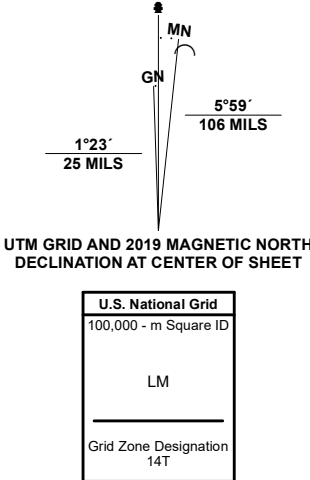 MN
GN
5°59´
106 MILS
1°23´
25 MILS
UTM GRID AND 2019 MAGNETIC NORTH
DECLINATION AT CENTER OF SHEET
U.S. National Grid
100,000 - m Square ID
LM
Grid Zone Designation
14T